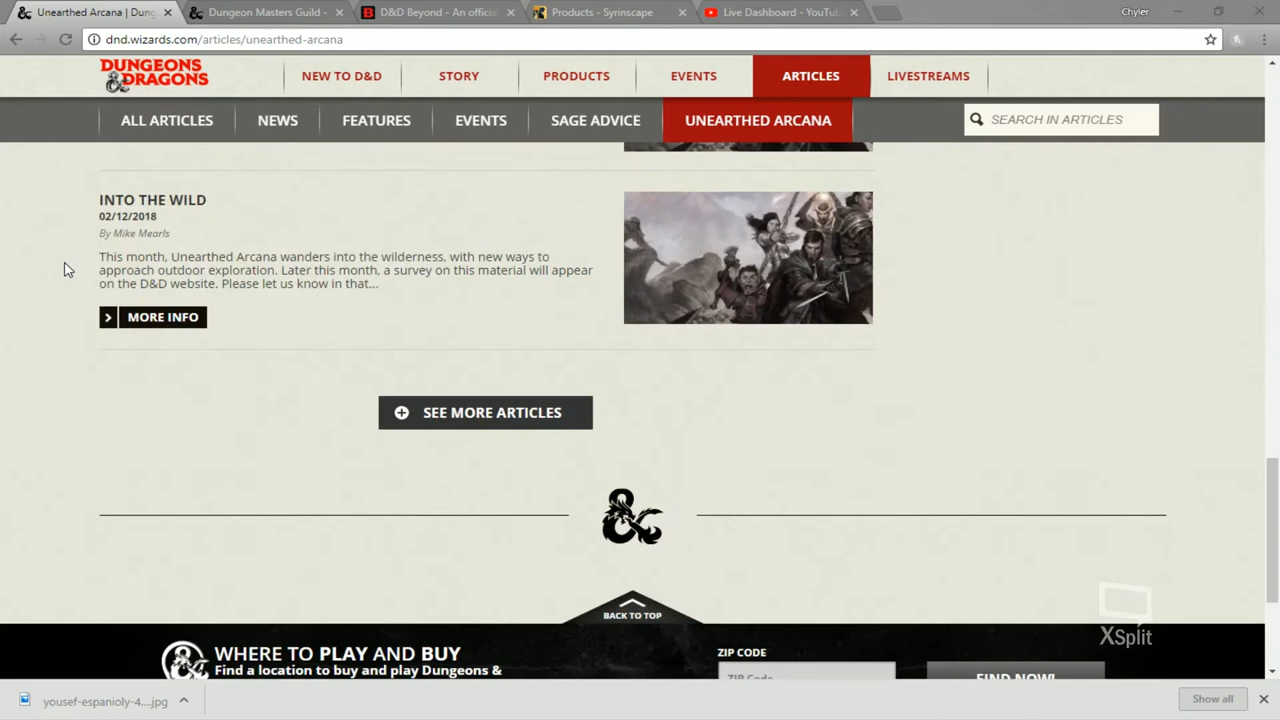 Unearthed Arcana | Dung
Dungeon Masters Guild -
D&D Beyond - An officia
Products - Syrinscape
Live Dashboard - YouTub
Chyler
dnd.wizards.com/articles/unearthed-arcana
DUNGEONS & DRAGONS
NEW TO D&D
STORY
PRODUCTS
EVENTS
ARTICLES
LIVESTREAMS
ALL ARTICLES
NEWS
FEATURES
EVENTS
SAGE ADVICE
UNEARTHED ARCANA
SEARCH IN ARTICLES
INTO THE WILD
02/12/2018
By Mike Mearls
This month, Unearthed Arcana wanders into the wilderness, with new ways to
approach outdoor exploration. Later this month, a survey on this material will appear
on the D&D website. Please let us know in that...
MORE INFO
SEE MORE ARTICLES
&
BACK TO TOP
XSplit
WHERE TO PLAY AND BUY
Find a location to buy and play Dungeons &
ZIP CODE
ZIP Code
FIND NOW!
yousef-espanioly-4....jpg
Show all